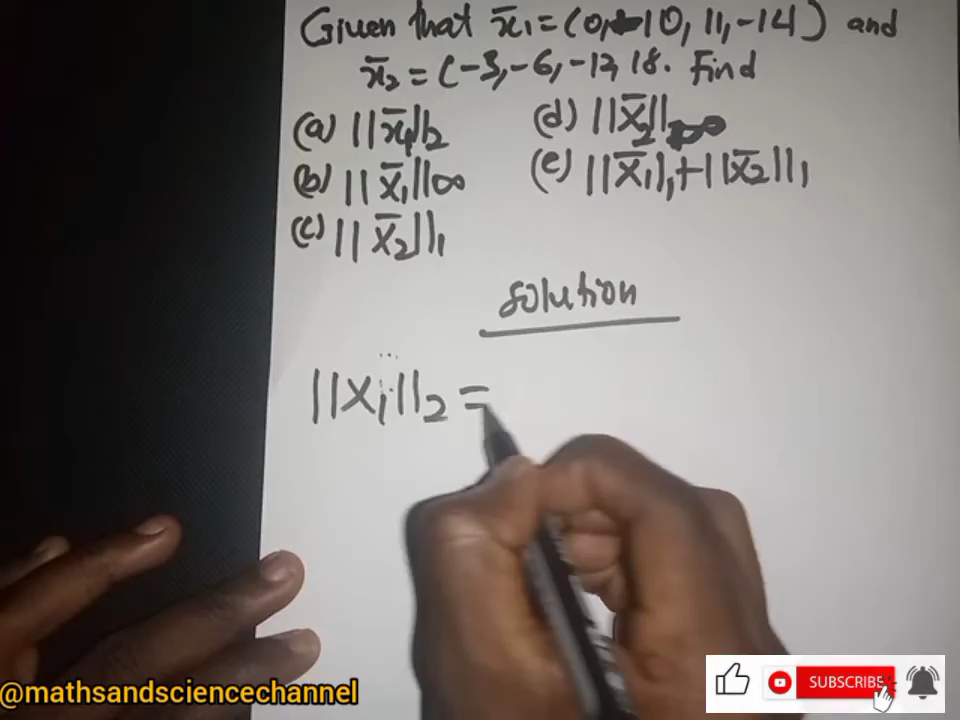 Given that x̄₁ = (0, 10, 11, -14) and
x̄₂ = (-3, -6, -12, 18. Find
(a) ||x̄₁||₂ (d) ||x̄₂||∞
(b) ||x̄₁||∞ (e) ||x̄₁||₁ + ||x̄₂||₁
(c) ||x̄₂||₁
solution
||x₁||₂ =
@mathsandsciencechannel
SUBSCRIBE